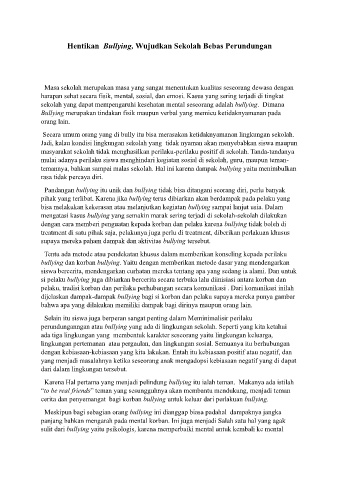 Hentikan Bullying, Wujudkan Sekolah Bebas Perundungan
Masa sekolah merupakan masa yang sangat menentukan kualitas seseorang dewasa dengan
harapan sehat secara fisik, mental, sosial, dan emosi. Kasus yang sering terjadi di tingkat
sekolah yang dapat mempengaruhi kesehatan mental seseorang adalah bullying. Dimana
Bullying merupakan tindakan fisik maupun verbal yang memicu ketidaknyamanan pada
orang lain.
Secara umum orang yang di bully itu bisa merasakan ketidaknyamanan lingkungan sekolah.
Jadi, kalau kondisi lingkungan sekolah yang tidak nyaman akan menyebabkan siswa maupun
masyarakat sekolah tidak menghasilkan perilaku-perilaku positif di sekolah. Tanda-tandanya
mulai adanya perilaku siswa menghindari kegiatan sosial di sekolah, guru, maupun teman-
temannya, bahkan sampai malas sekolah. Hal ini karena dampak bullying yaitu menimbulkan
rasa tidak percaya diri.
Pandangan bullying itu unik dan bullying tidak bisa ditangani seorang diri, perlu banyak
pihak yang terlibat. Karena jika bullying terus dibiarkan akan berdampak pada pelaku yang
bisa melakukan kekerasan atau melanjutkan kegiatan bullying sampai lanjut usia. Dalam
mengatasi kasus bullying yang semakin marak sering terjadi di sekolah-sekolah dilakukan
dengan cara memberi penguatan kepada korban dan pelaku karena bullying tidak boleh di
treatment di satu pihak saja, pelakunya juga perlu di treatment, diberikan perlakuan khusus
supaya mereka paham dampak dan aktivitas bullying tersebut.
Tentu ada metode atau pendekatan khusus dalam memberikan konseling kepada perilaku
bullying dan korban bullying. Yaitu dengan memberikan metode dasar yang mendengarkan
siswa bercerita, mendengarkan curhatan mereka tentang apa yang sedang ia alami. Dan untuk
si pelaku bullying juga dibiarkan bercerita secara terbuka lalu dianisiasi antara korban dan
pelaku, tradisi korban dan perilaku perhubungan secara komunikasi. Dari komunikasi inilah
dijelaskan dampak-dampak bullying bagi si korban dan pelaku supaya mereka punya gambar
bahwa apa yang dilakukan memiliki dampak bagi dirinya maupun orang lain.
Selain itu siswa juga berperan sangat penting dalam Meminimalisir perilaku
perundungangan atau bullying yang ada di lingkungan sekolah. Seperti yang kita ketahui
ada tiga lingkungan yang membentuk karakter seseorang yaitu lingkungan keluarga,
lingkungan pertemanan atau pergaulan, dan lingkungan sosial. Semuanya itu berhubungan
dengan kebiasaan-kebiasaan yang kita lakukan. Entah itu kebiasaan positif atau negatif, dan
yang menjadi masalahnya ketika seseorang anak mengadopsi kebiasaan negatif yang di dapat
dari dalam lingkungan tersebut.
Karena Hal pertama yang menjadi pelindung bullying itu ialah teman. Makanya ada istilah
"to be real friends" teman yang sesungguhnya akan membantu mendukung, menjadi teman
cerita dan penyemangat bagi korban bullying untuk keluar dari perlakuan bullying.
Meskipun bagi sebagian orang bullying ini dianggap biasa padahal dampaknya jangka
panjang bahkan mengarah pada mental korban. Ini juga menjadi Salah satu hal yang agak
sulit dari bullying yaitu psikologis, karena memperbaiki mental untuk kembali ke mental